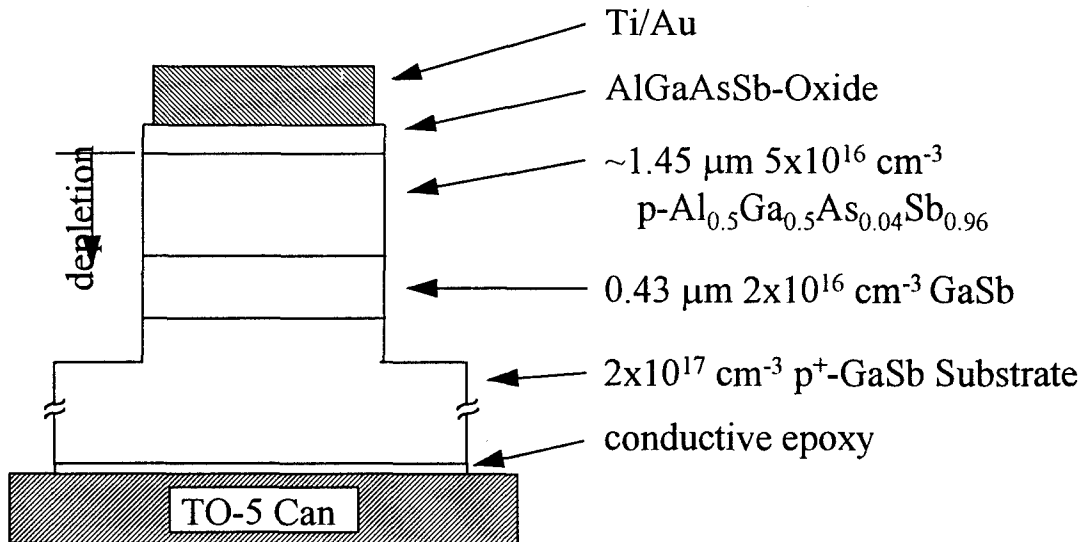 Ti/Au
AlGaAsSb-Oxide
~1.45 μm 5x10¹⁶ cm⁻³
p-Al₀.₅Ga₀.₅As₀.₀₄Sb₀.₉₆
depletion
0.43 μm 2x10¹⁶ cm⁻³ GaSb
2x10¹⁷ cm⁻³ p⁺-GaSb Substrate
conductive epoxy
TO-5 Can